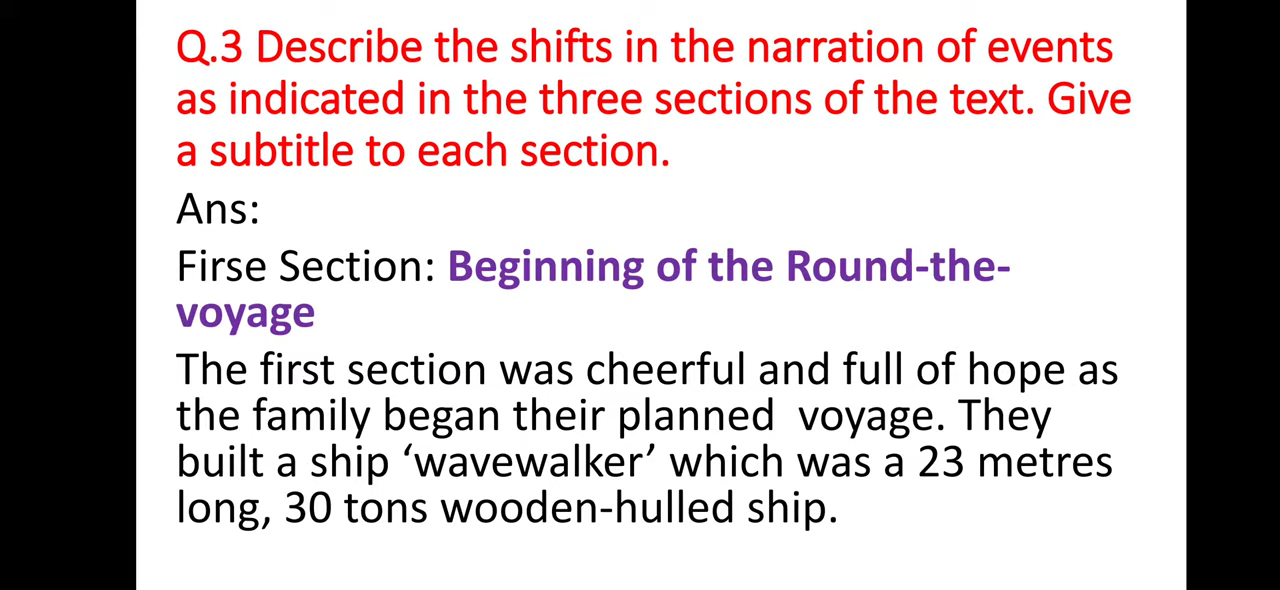 Q.3 Describe the shifts in the narration of events
as indicated in the three sections of the text. Give
a subtitle to each section.
Ans:
Firse Section: Beginning of the Round-the-
voyage
The first section was cheerful and full of hope as
the family began their planned  voyage. They
built a ship ‘wavewalker’ which was a 23 metres
long, 30 tons wooden-hulled ship.